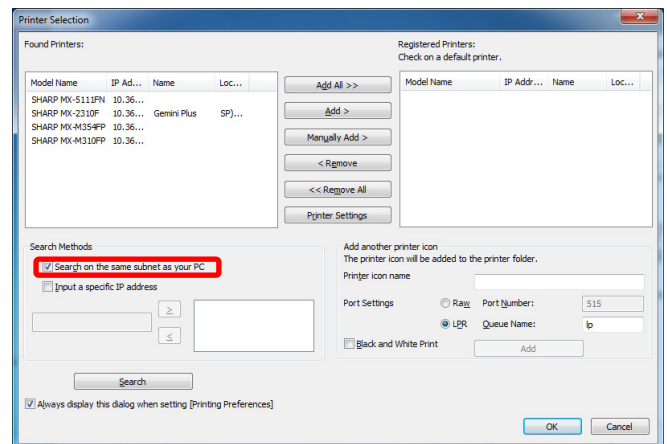 Printer Selection
Found Printers:
Model Name IP Ad... Name Loc...
SHARP MX-5111FN 10.36...
SHARP MX-2310F 10.36... Gemini Plus SP)...
SHARP MX-M354FP 10.36...
SHARP MX-M310FP 10.36...
Add All >>
Add >
Manually Add >
< Remove
<< Remove All
Printer Settings
Registered Printers:
Check on a default printer.
Model Name IP Addr... Name Loc...
Search Methods
Search on the same subnet as your PC
Input a specific IP address
>
<
Search
Always display this dialog when setting [Printing Preferences]
Add another printer icon
The printer icon will be added to the printer folder.
Printer icon name
Port Settings Raw Port Number: 515
LPR Queue Name: lp
Black and White Print Add
OK Cancel